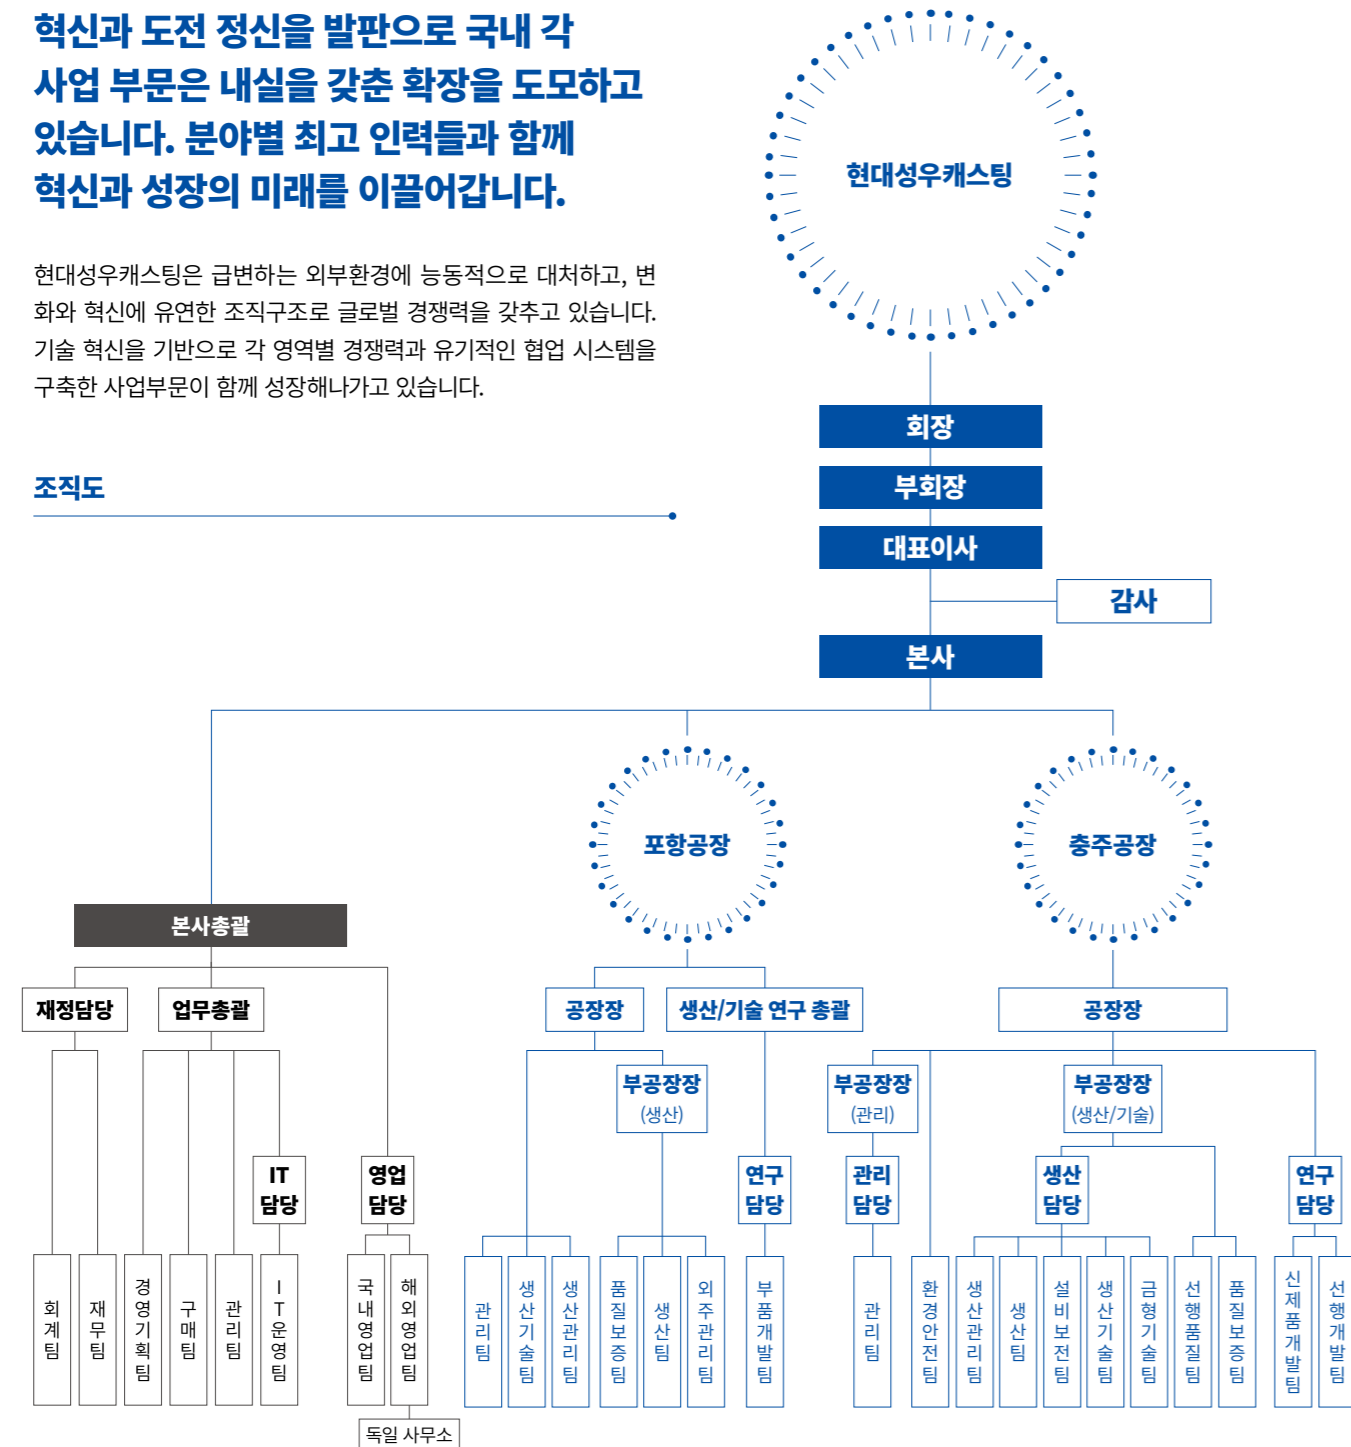 혁신과 도전 정신을 발판으로 국내 각
사업 부문은 내실을 갖춘 확장을 도모하고
있습니다. 분야별 최고 인력들과 함께
혁신과 성장의 미래를 이끌어갑니다.
현대성우캐스팅은 급변하는 외부환경에 능동적으로 대처하고, 변
화와 혁신에 유연한 조직구조로 글로벌 경쟁력을 갖추고 있습니다.
기술 혁신을 기반으로 각 영역별 경쟁력과 유기적인 협업 시스템을
구축한 사업부문이 함께 성장해나가고 있습니다.
조직도
현대성우캐스팅
회장
부회장
대표이사
감사
본사
포항공장
충주공장
본사총괄
재정담당
업무총괄
공장장
생산/기술 연구 총괄
공장장
부공장장
(생산)
부공장장
(관리)
부공장장
(생산/기술)
IT
담당
영업
담당
연구
담당
관리
담당
생산
담당
연구
담당
회계팀
재무팀
경영기획팀
구매팀
관리팀
IT운영팀
국내영업팀
해외영업팀
관리팀
생산기술팀
생산관리팀
품질보증팀
생산팀
외주관리팀
부품개발팀
관리팀
환경안전팀
생산관리팀
생산팀
설비보전팀
생산기술팀
금형기술팀
선행품질팀
품질보증팀
신제품개발팀
선행개발팀
독일 사무소